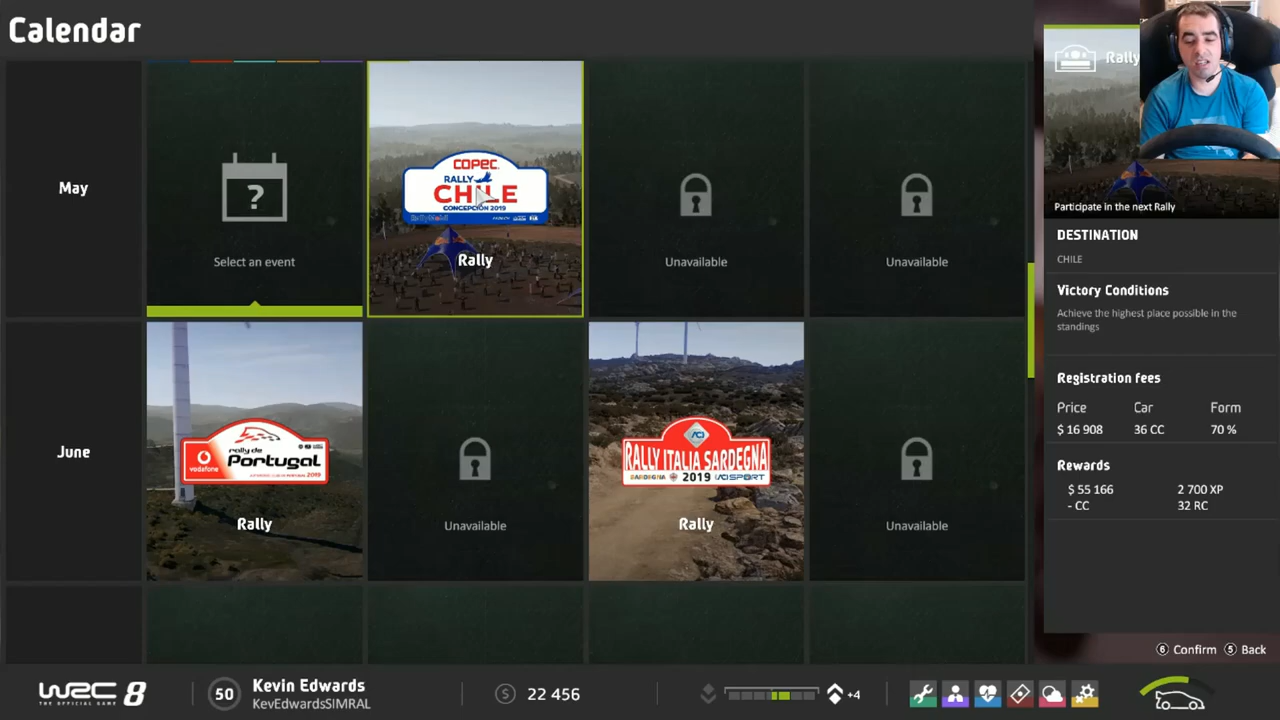 Calendar
May
?
Select an event
COPEC
RALLY
CHILE
CONCEPCIÓN 2019
Rally
Unavailable
Unavailable
Rally
Participate in the next Rally
DESTINATION
CHILE
Victory Conditions
Achieve the highest place possible in the
standings
Registration fees
Price Car Form
$ 16 908 36 CC 70 %
Rewards
$ 55 166 2 700 XP
- CC 32 RC
June
vodafone
rally de
Portugal
Rally
Unavailable
ACI
RALLY ITALIA SARDEGNA
SARDEGNA 2019 ACI SPORT
Rally
Unavailable
6 Confirm 5 Back
WRC 8
THE OFFICIAL GAME
50
Kevin Edwards
KevEdwardsSIMRAL
$ 22 456
+4